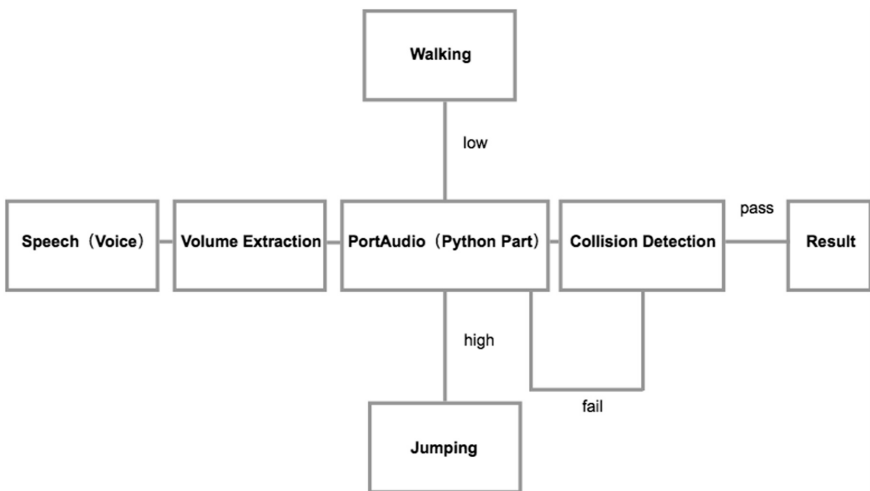 Walking
low
Speech（Voice）
Volume Extraction
PortAudio（Python Part）
Collision Detection
pass
Result
high
fail
Jumping